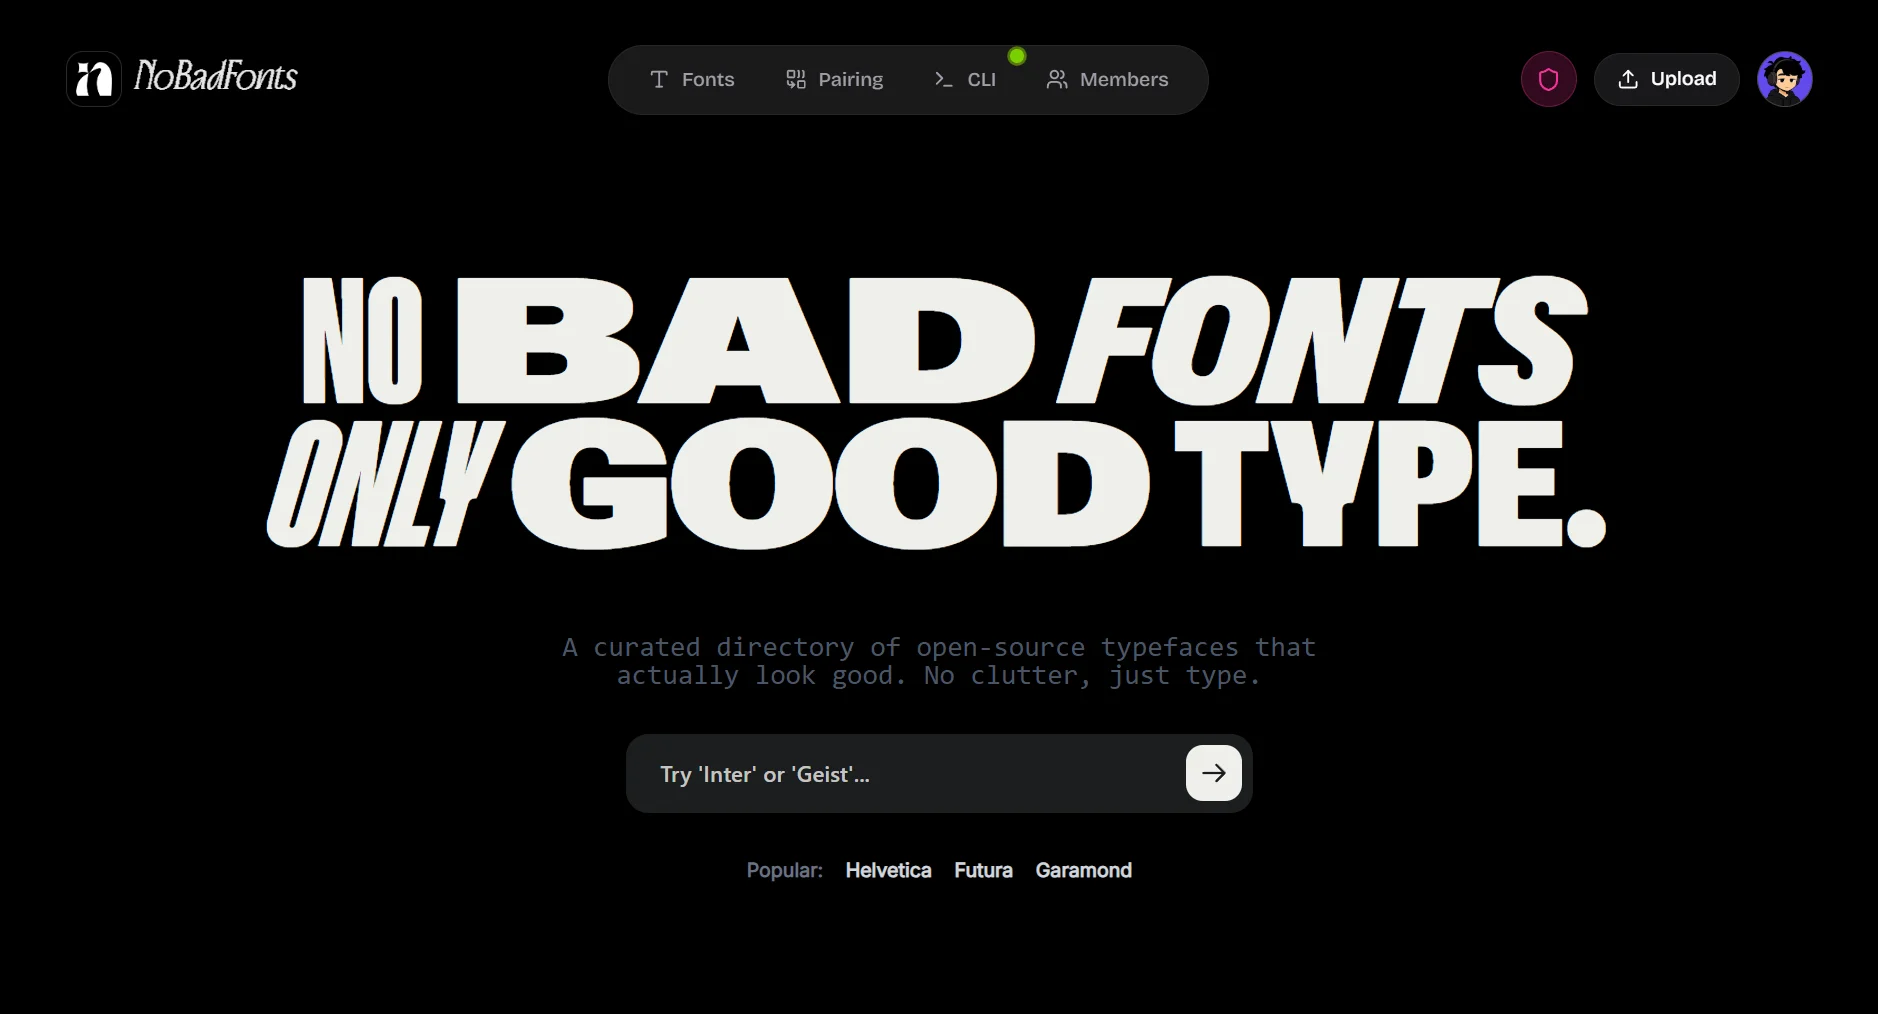 NoBadFonts
Fonts
Pairing
CLI
Members
Upload
NO BAD FONTS
ONLY GOOD TYPE.
A curated directory of open-source typefaces that
actually look good. No clutter, just type.
Try 'Inter' or 'Geist'...
Popular: Helvetica Futura Garamond